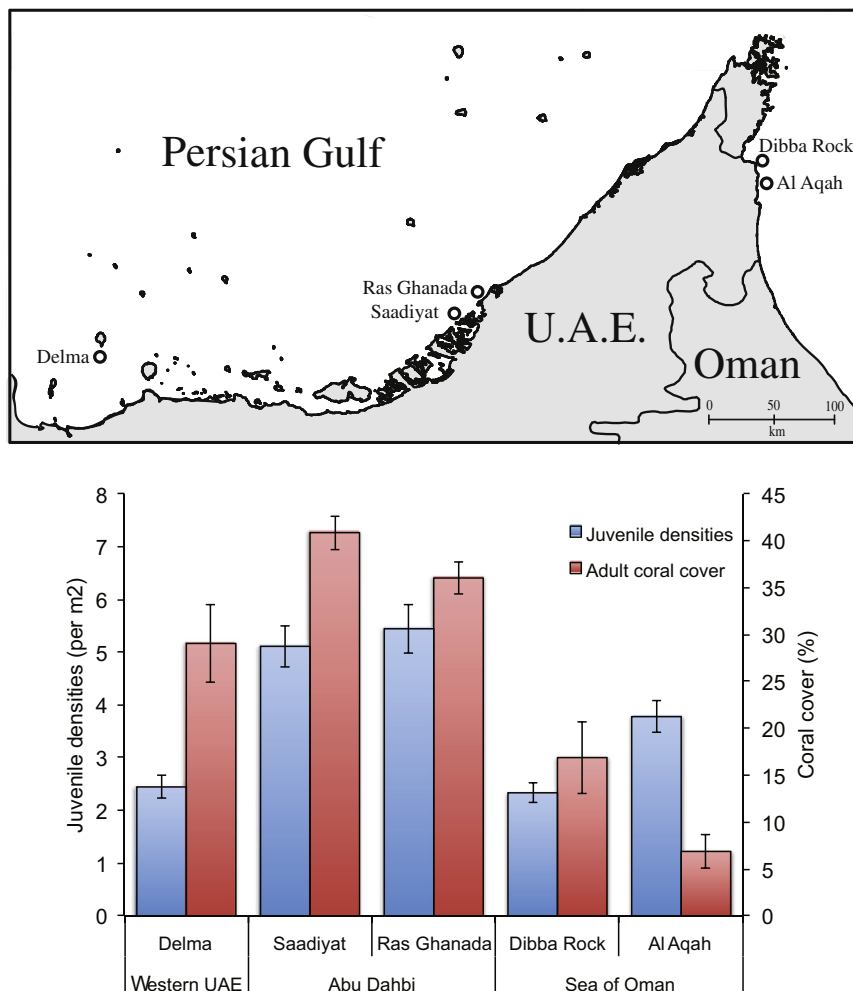 Persian Gulf
Dibba Rock
Al Aqah
Ras Ghanada
Saadiyat
U.A.E.
Delma
Oman
0 50 100
km
8
7
6
5
4
3
2
1
0
Juvenile densities (per m2)
Juvenile densities
Adult coral cover
45
40
35
30
25
20
15
10
5
0
Coral cover (%)
Delma Saadiyat Ras Ghanada Dibba Rock Al Aqah
Western UAE Abu Dahbi Sea of Oman